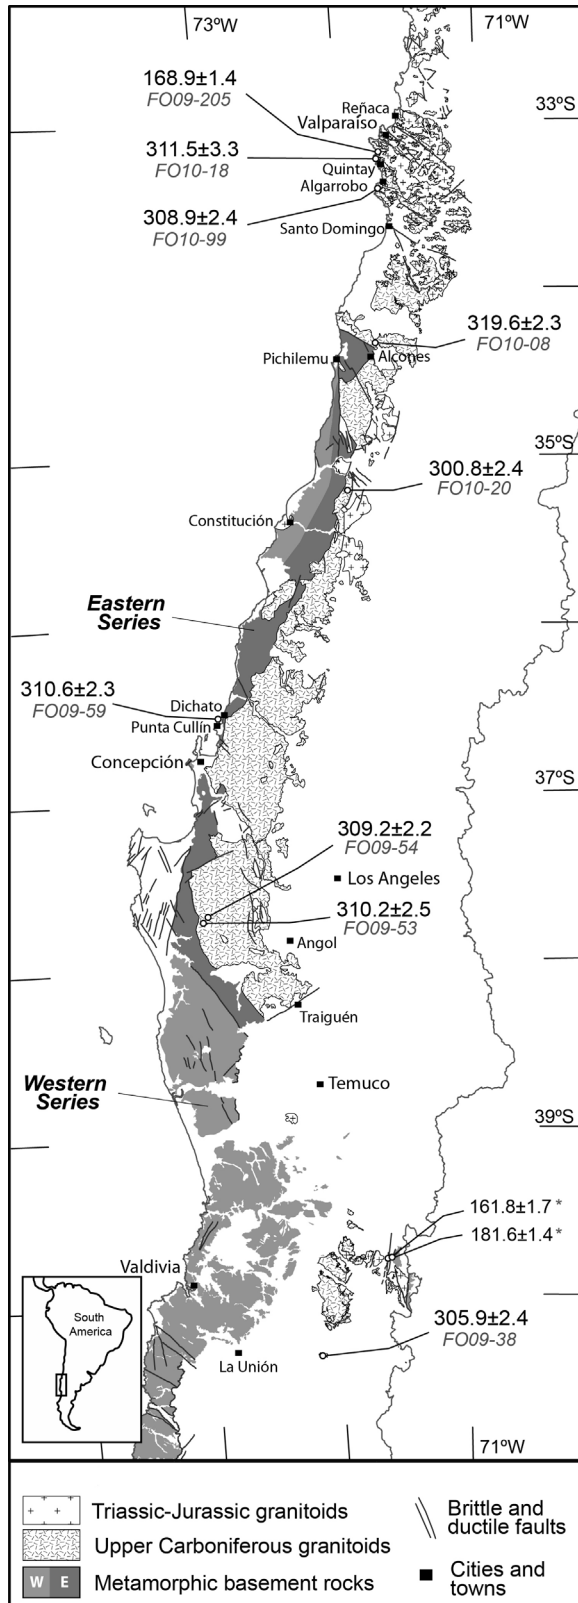 73ºW
71ºW
168.9±1.4
FO09-205
Reñaca
33ºS
Valparaíso
311.5±3.3
FO10-18
Quintay
Algarrobo
308.9±2.4
FO10-99
Santo Domingo
319.6±2.3
FO10-08
Pichilemu
Alcones
35ºS
300.8±2.4
FO10-20
Constitución
Eastern
Series
310.6±2.3
FO09-59
Dichato
Punta Cullín
Concepción
37ºS
309.2±2.2
FO09-54
Los Angeles
310.2±2.5
FO09-53
Angol
Traiguén
Western
Series
Temuco
39ºS
161.8±1.7 *
181.6±1.4 *
Valdivia
South
America
305.9±2.4
FO09-38
La Unión
71ºW
Triassic-Jurassic granitoids
Upper Carboniferous granitoids
W E Metamorphic basement rocks
Brittle and
ductile faults
Cities and
towns